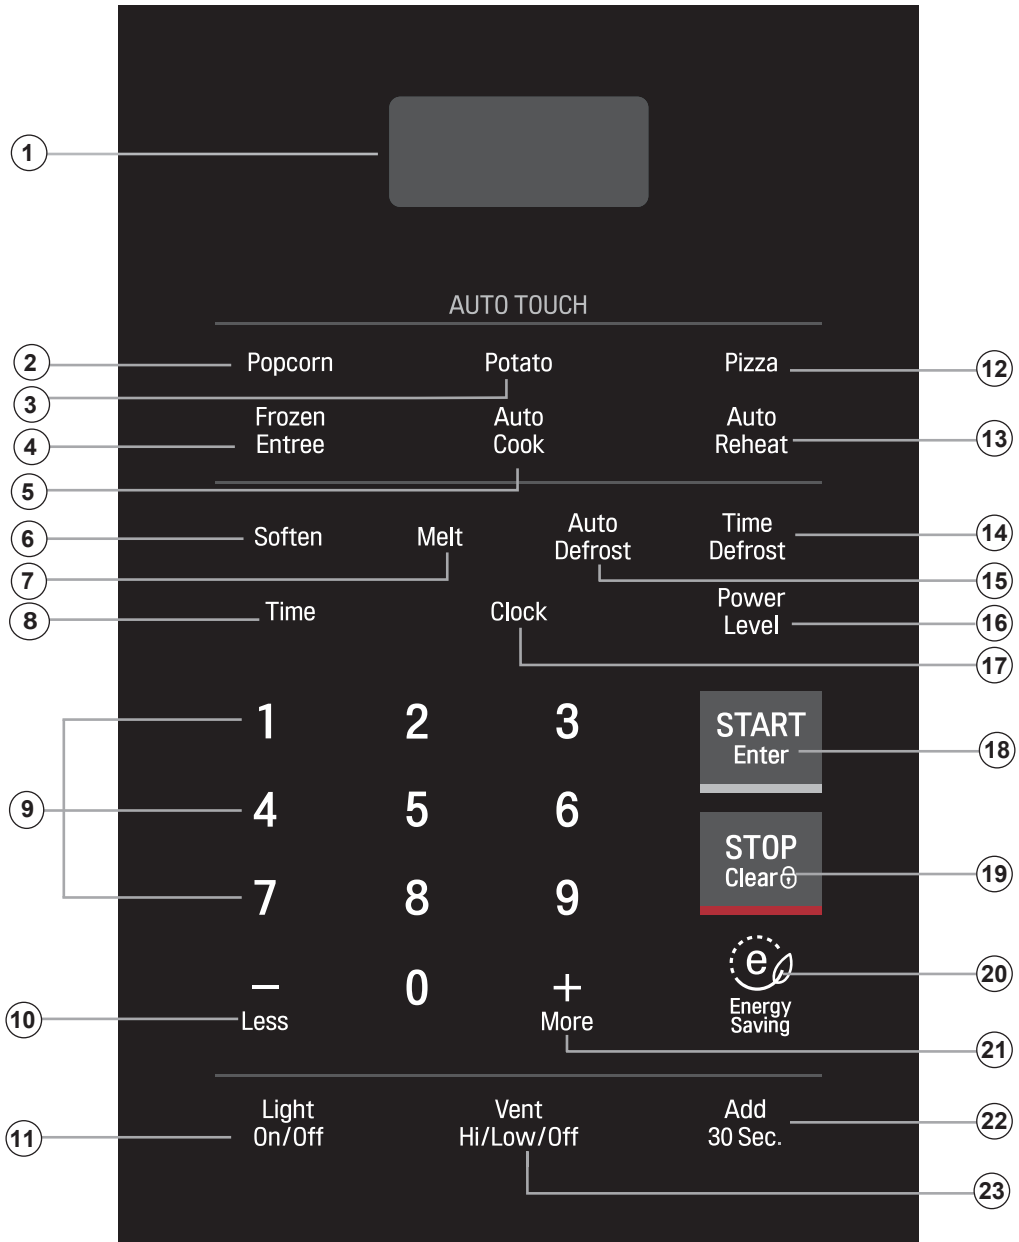 1
AUTO TOUCH
2 Popcorn Potato Pizza 12
3
Frozen Auto Auto
4 Entree Cook Reheat 13
5
Auto Time
6 Soften Melt Defrost Defrost 14
7 15
Power
8 Time Clock Level 16
17
1 2 3 START
Enter 18
9 4 5 6
STOP
Clear 19
7 8 9
e 20
− 0 +
Energy
10 Less More Saving
21
Light Vent Add 22
11 On/Off Hi/Low/Off 30 Sec.
23